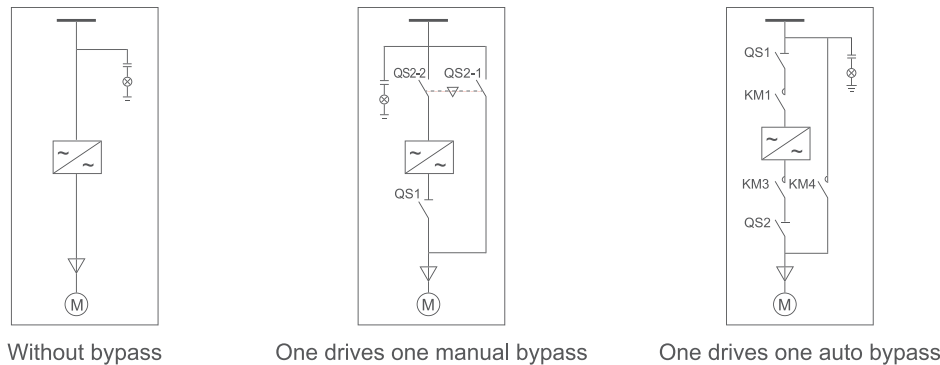 M
Without bypass
QS2-2 QS2-1
QS1
M
One drives one manual bypass
QS1
KM1
KM3 KM4
QS2
M
One drives one auto bypass